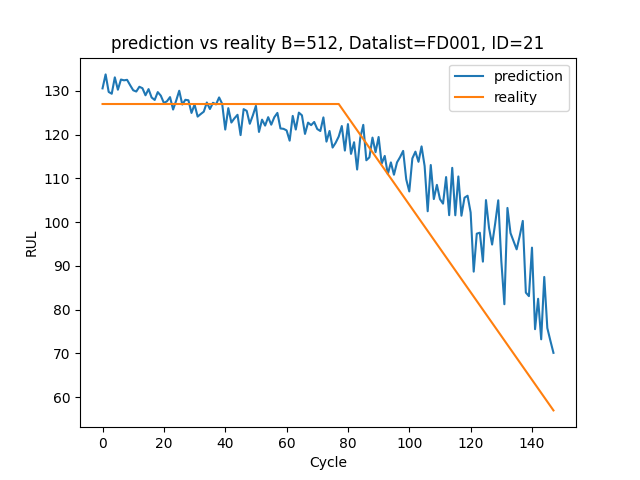 prediction vs reality B=512, Datalist=FD001, ID=21
prediction
reality
RUL
130
120
110
100
90
80
70
60
0 20 40 60 80 100 120 140
Cycle